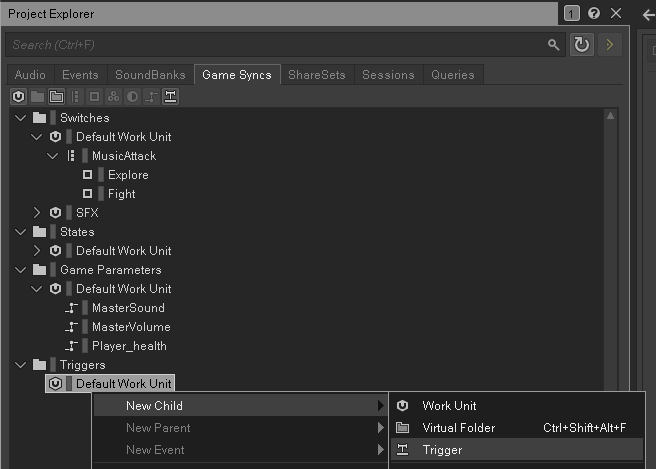 Project Explorer
1
Search (Ctrl+F)
Audio Events SoundBanks Game Syncs ShareSets Sessions Queries
Switches
Default Work Unit
MusicAttack
Explore
Fight
SFX
States
Default Work Unit
Game Parameters
Default Work Unit
MasterSound
MasterVolume
Player_health
Triggers
Default Work Unit
New Child
New Parent
New Event
Work Unit
Virtual Folder Ctrl+Shift+Alt+F
Trigger